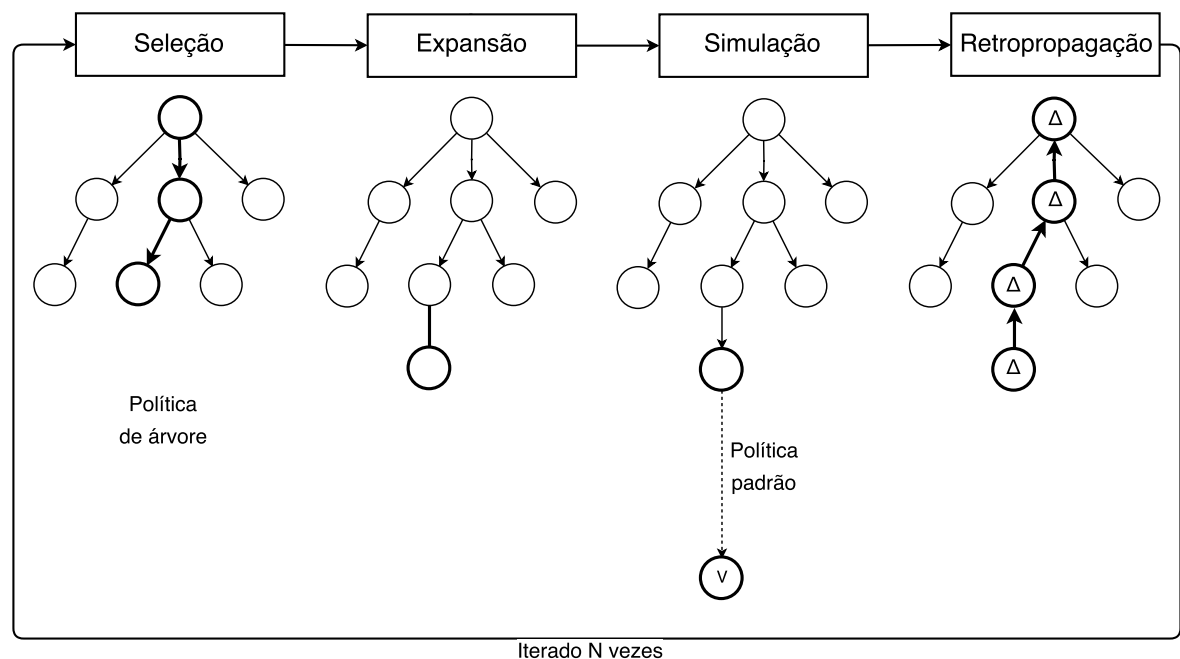 Seleção
Expansão
Simulação
Retropropagação
Δ
Δ
Δ
Δ
Política
de árvore
Política
padrão
V
Iterado N vezes